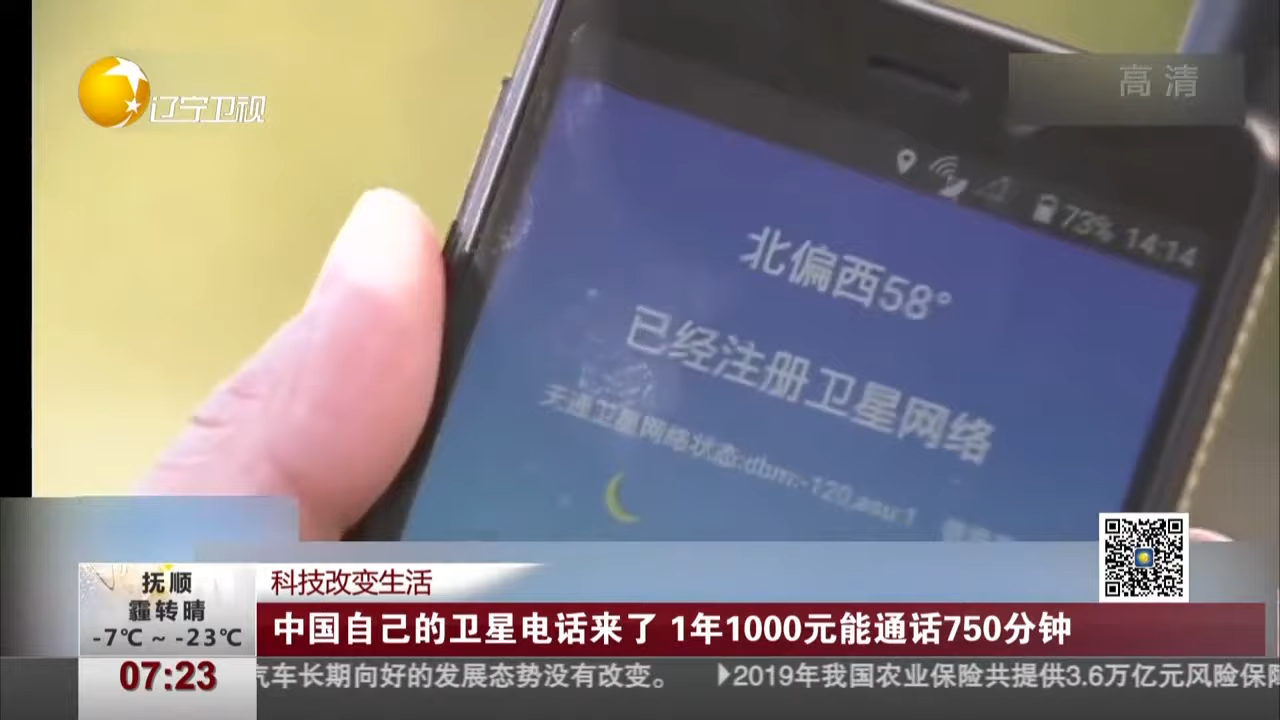 辽宁卫视
高清
73% 14:14
北偏西58°
已经注册卫星网络
天通卫星网络状态:dbm:-120,asu:1
抚顺
霾转晴
-7℃ ~ -23℃
07:23
科技改变生活
中国自己的卫星电话来了 1年1000元能通话750分钟
汽车长期向好的发展态势没有改变。 ▶2019年我国农业保险共提供3.6万亿元风险保